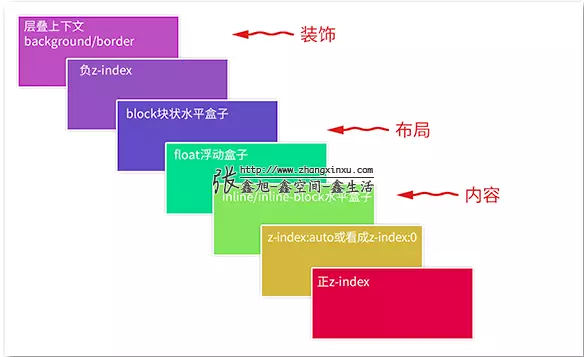 层叠上下文
background/border
装饰
负z-index
block块状水平盒子
布局
float浮动盒子
http://www.zhangxinxu.com
张鑫旭-鑫空间-鑫生活
inline/inline-block水平盒子
内容
z-index:auto或看成z-index:0
正z-index